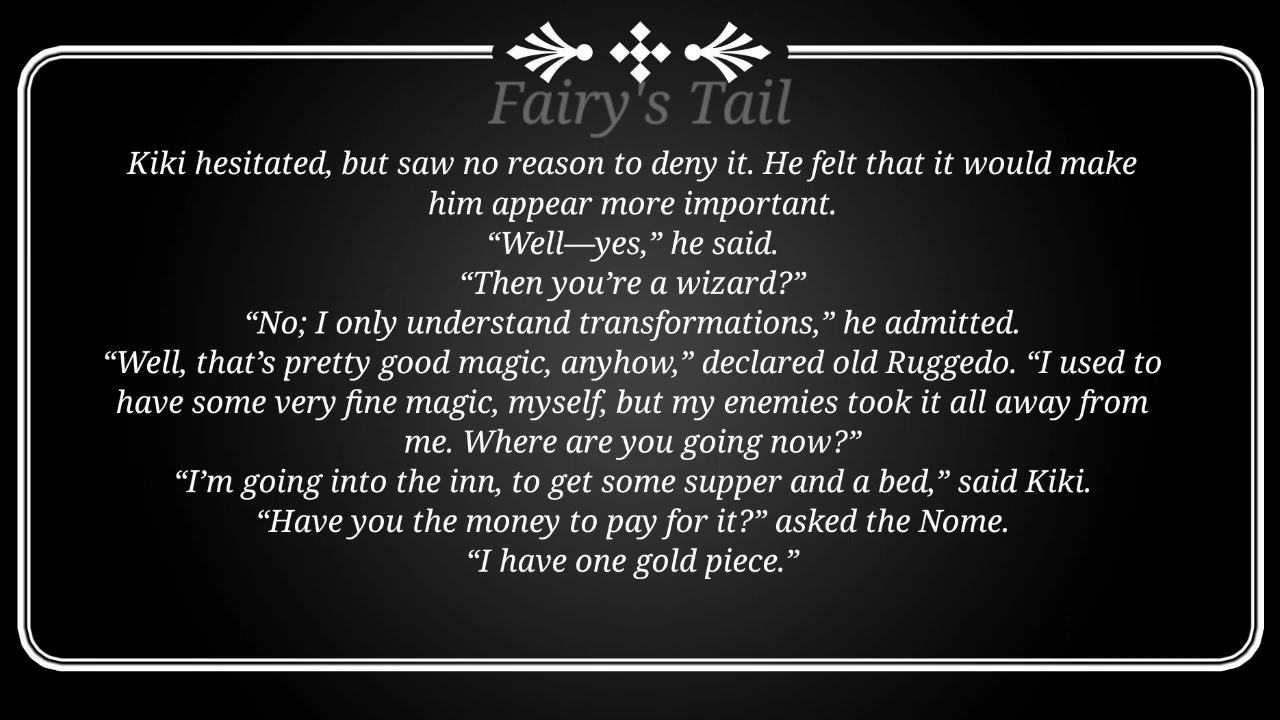 Fairy's Tail
Kiki hesitated, but saw no reason to deny it. He felt that it would make
him appear more important.
“Well—yes,” he said.
“Then you’re a wizard?”
“No; I only understand transformations,” he admitted.
“Well, that’s pretty good magic, anyhow,” declared old Ruggedo. “I used to
have some very fine magic, myself, but my enemies took it all away from
me. Where are you going now?”
“I’m going into the inn, to get some supper and a bed,” said Kiki.
“Have you the money to pay for it?” asked the Nome.
“I have one gold piece.”